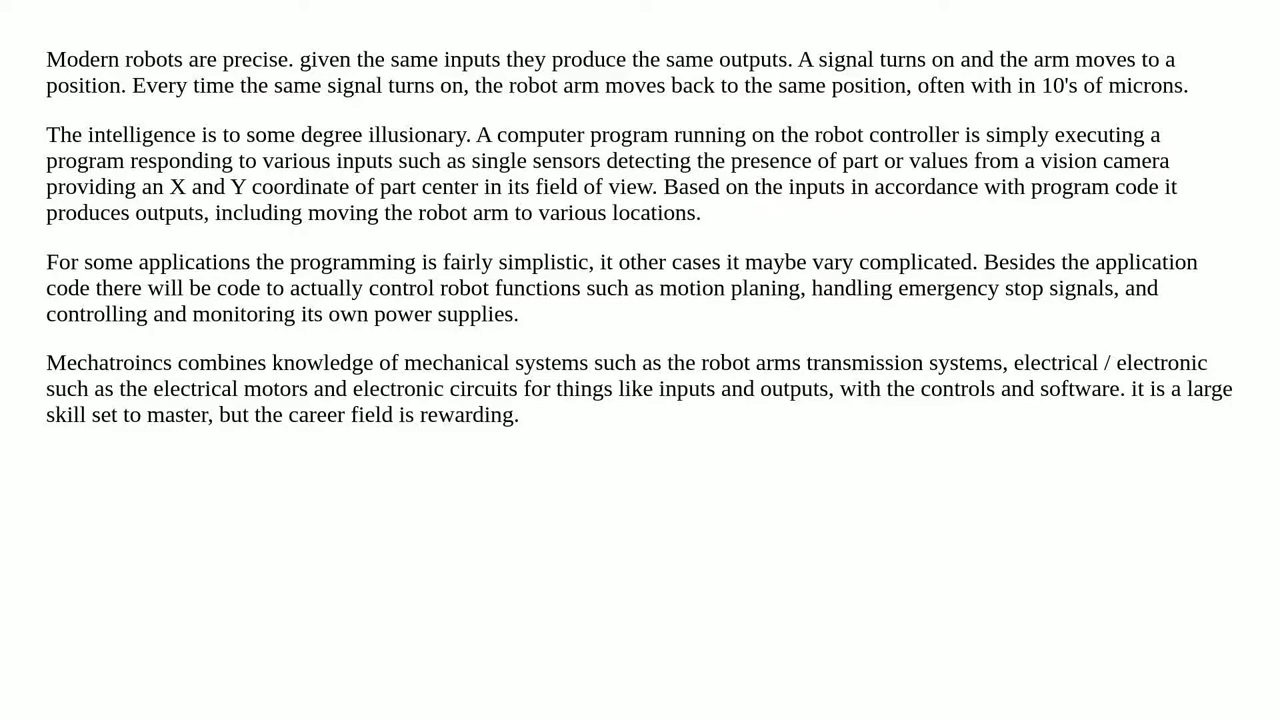 Modern robots are precise. given the same inputs they produce the same outputs. A signal turns on and the arm moves to a
position. Every time the same signal turns on, the robot arm moves back to the same position, often with in 10's of microns.
The intelligence is to some degree illusionary. A computer program running on the robot controller is simply executing a
program responding to various inputs such as single sensors detecting the presence of part or values from a vision camera
providing an X and Y coordinate of part center in its field of view. Based on the inputs in accordance with program code it
produces outputs, including moving the robot arm to various locations.
For some applications the programming is fairly simplistic, it other cases it maybe vary complicated. Besides the application
code there will be code to actually control robot functions such as motion planing, handling emergency stop signals, and
controlling and monitoring its own power supplies.
Mechatroincs combines knowledge of mechanical systems such as the robot arms transmission systems, electrical / electronic
such as the electrical motors and electronic circuits for things like inputs and outputs, with the controls and software. it is a large
skill set to master, but the career field is rewarding.